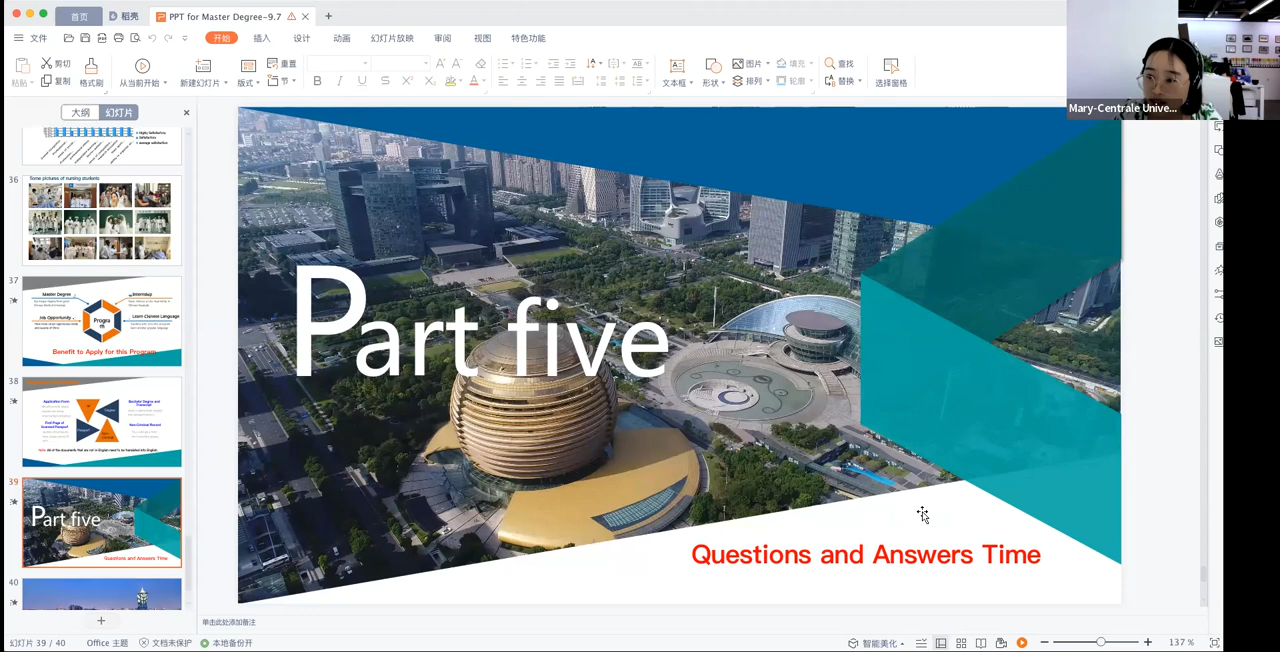 首页
稻壳
PPT for Master Degree-9.7
文件
开始
插入
设计
动画
幻灯片放映
审阅
视图
特色功能
Mary-Centrale Unive...
粘贴
剪切
复制
格式刷
从当前开始
新建幻灯片
版式
重置
节
文本框
形状
图片
排列
填充
轮廓
查找
替换
选择窗格
大纲
幻灯片
36
Some pictures of nursing students
37
Master Degree
Internship
Job Opportunity
Learn Chinese Language
Progra
m
Benefit to Apply for this Program
38
Application Form
Bachelor Degree and
Transcript
Non-Criminal Record
39
Part five
Questions and Answers Time
40
Part five
Questions and Answers Time
单击此处添加备注
幻灯片 39 / 40
Office 主题
文档未保护
本地备份开
智能美化
137 %